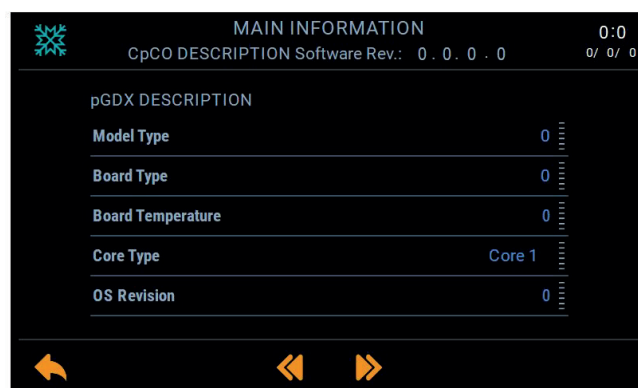 MAIN INFORMATION
0:0
CpCO DESCRIPTION Software Rev.: 0 . 0 . 0 . 0
0/ 0/ 0
pGDX DESCRIPTION
Model Type 0
Board Type 0
Board Temperature 0
Core Type Core 1
OS Revision 0